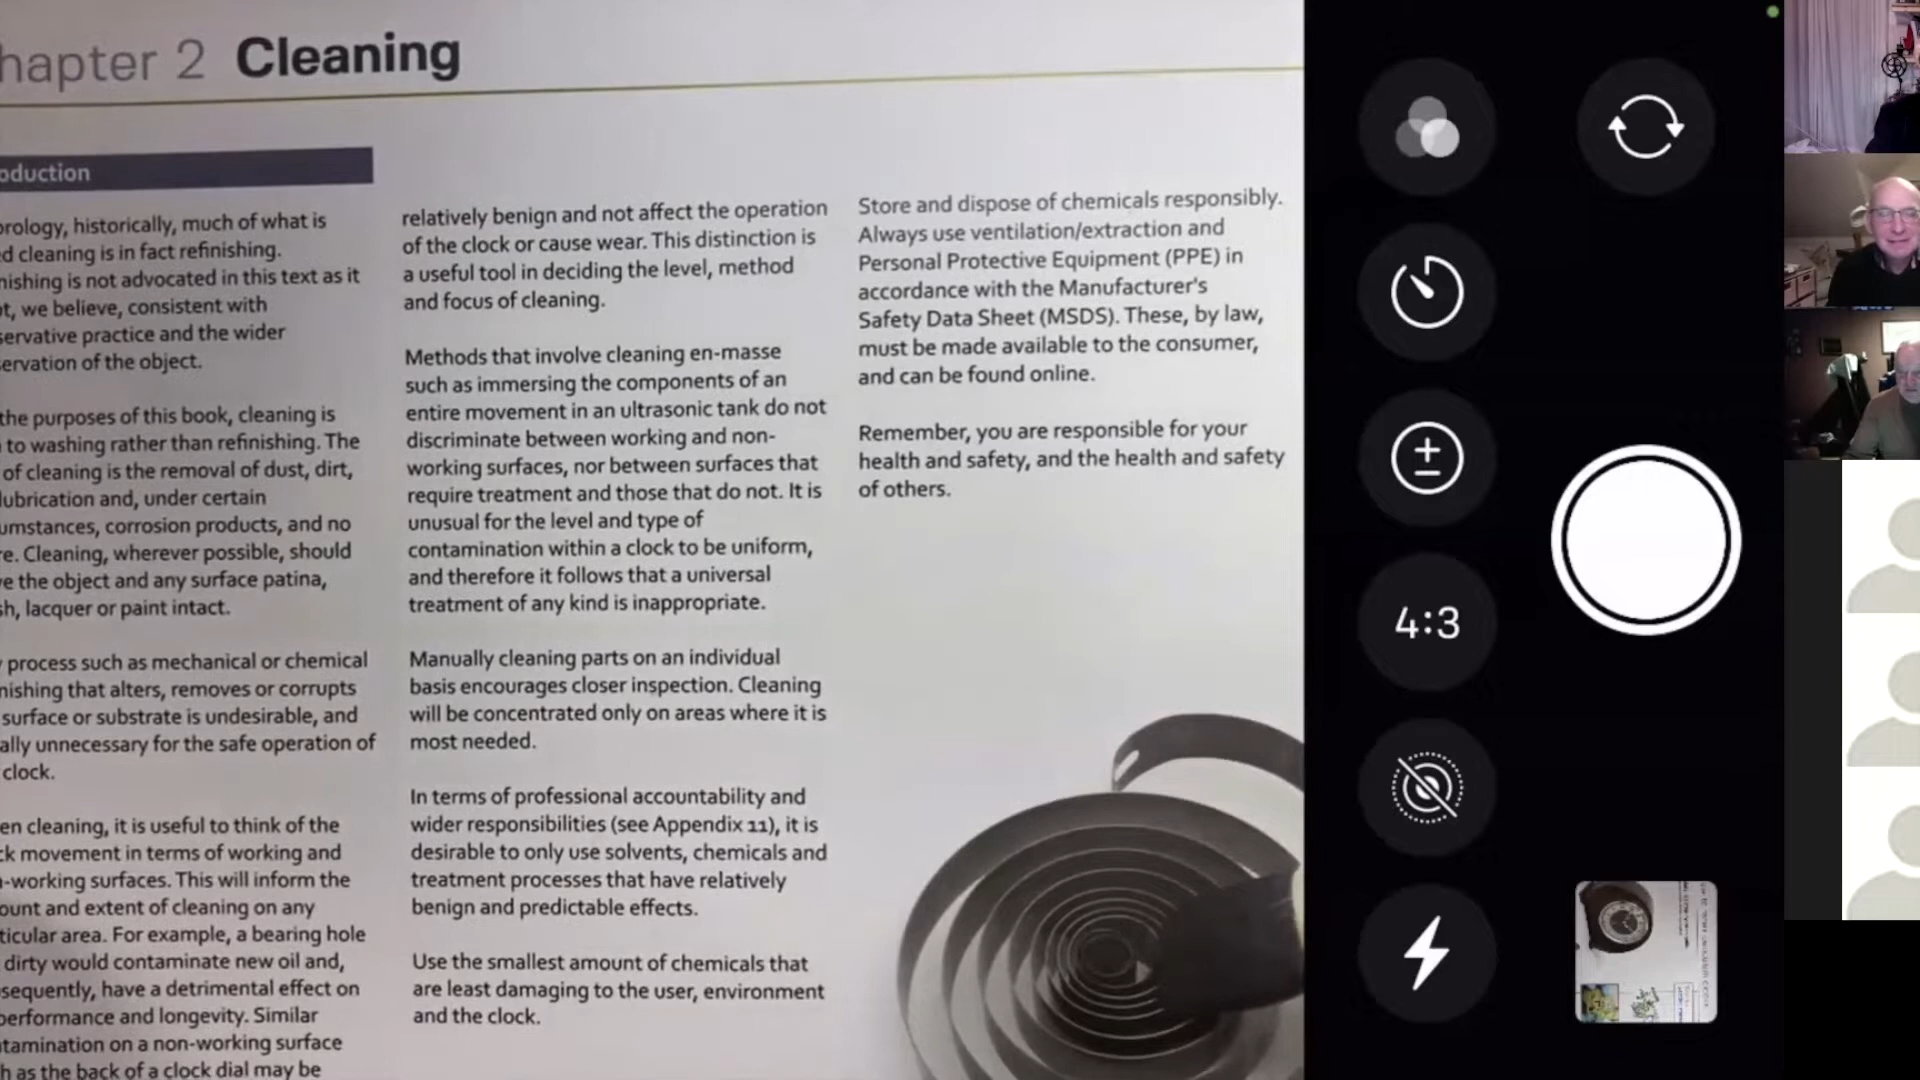 hapter 2 Cleaning
oduction
orology, historically, much of what is
d cleaning is in fact refinishing.
nishing is not advocated in this text as it
t, we believe, consistent with
servative practice and the wider
ervation of the object.
the purposes of this book, cleaning is
to washing rather than refinishing. The
of cleaning is the removal of dust, dirt,
lubrication and, under certain
umstances, corrosion products, and no
re. Cleaning, wherever possible, should
ve the object and any surface patina,
sh, lacquer or paint intact.
process such as mechanical or chemical
nishing that alters, removes or corrupts
surface or substrate is undesirable, and
ally unnecessary for the safe operation of
clock.
en cleaning, it is useful to think of the
ck movement in terms of working and
-working surfaces. This will inform the
ount and extent of cleaning on any
ticular area. For example, a bearing hole
dirty would contaminate new oil and,
sequently, have a detrimental effect on
performance and longevity. Similar
tamination on a non-working surface
h as the back of a clock dial may be
relatively benign and not affect the operation
of the clock or cause wear. This distinction is
a useful tool in deciding the level, method
and focus of cleaning.
Methods that involve cleaning en-masse
such as immersing the components of an
entire movement in an ultrasonic tank do not
discriminate between working and non-
working surfaces, nor between surfaces that
require treatment and those that do not. It is
unusual for the level and type of
contamination within a clock to be uniform,
and therefore it follows that a universal
treatment of any kind is inappropriate.
Manually cleaning parts on an individual
basis encourages closer inspection. Cleaning
will be concentrated only on areas where it is
most needed.
In terms of professional accountability and
wider responsibilities (see Appendix 11), it is
desirable to only use solvents, chemicals and
treatment processes that have relatively
benign and predictable effects.
Use the smallest amount of chemicals that
are least damaging to the user, environment
and the clock.
Store and dispose of chemicals responsibly.
Always use ventilation/extraction and
Personal Protective Equipment (PPE) in
accordance with the Manufacturer's
Safety Data Sheet (MSDS). These, by law,
must be made available to the consumer,
and can be found online.
Remember, you are responsible for your
health and safety, and the health and safety
of others.
4:3